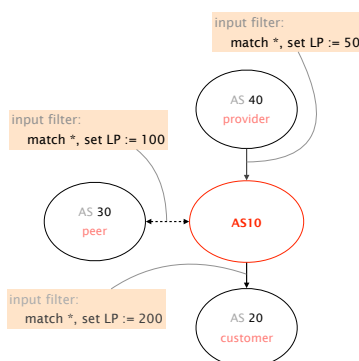 input filter:
match *, set LP := 50
AS 40
provider
input filter:
match *, set LP := 100
AS 30
peer
AS10
input filter:
match *, set LP := 200
AS 20
customer